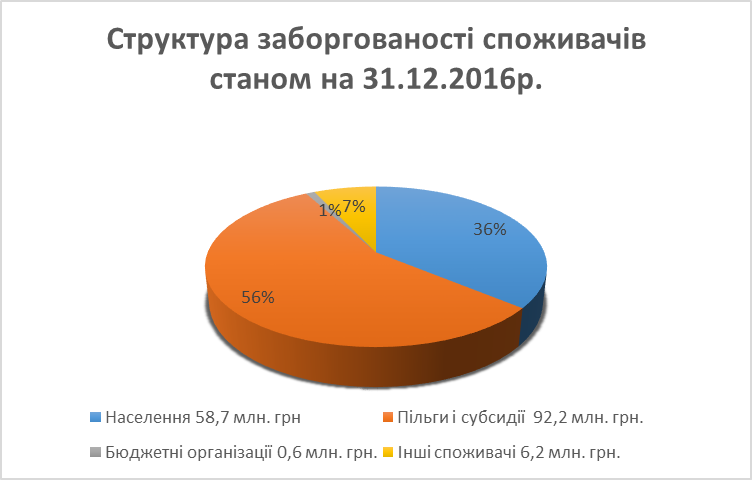 Структура заборгованості споживачів
станом на 31.12.2016р.
1% 7%
36%
56%
Населення 58,7 млн. грн
Пільги і субсидії  92,2 млн. грн.
Бюджетні організації 0,6 млн. грн.
Інші споживачі 6,2 млн. грн.